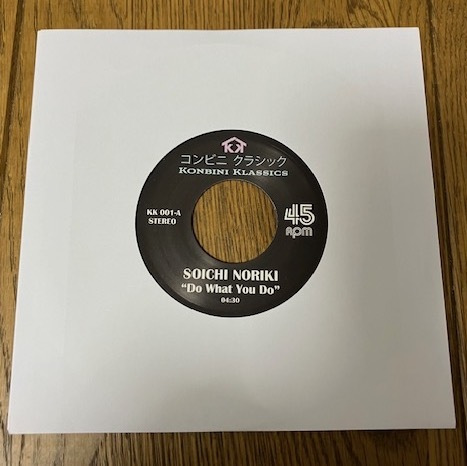 コンビニ クラシック
KONBINI KLASSICS
KK 001-A
STEREO
45
RPM
SOICHI NORIKI
“Do What You Do”
04:30